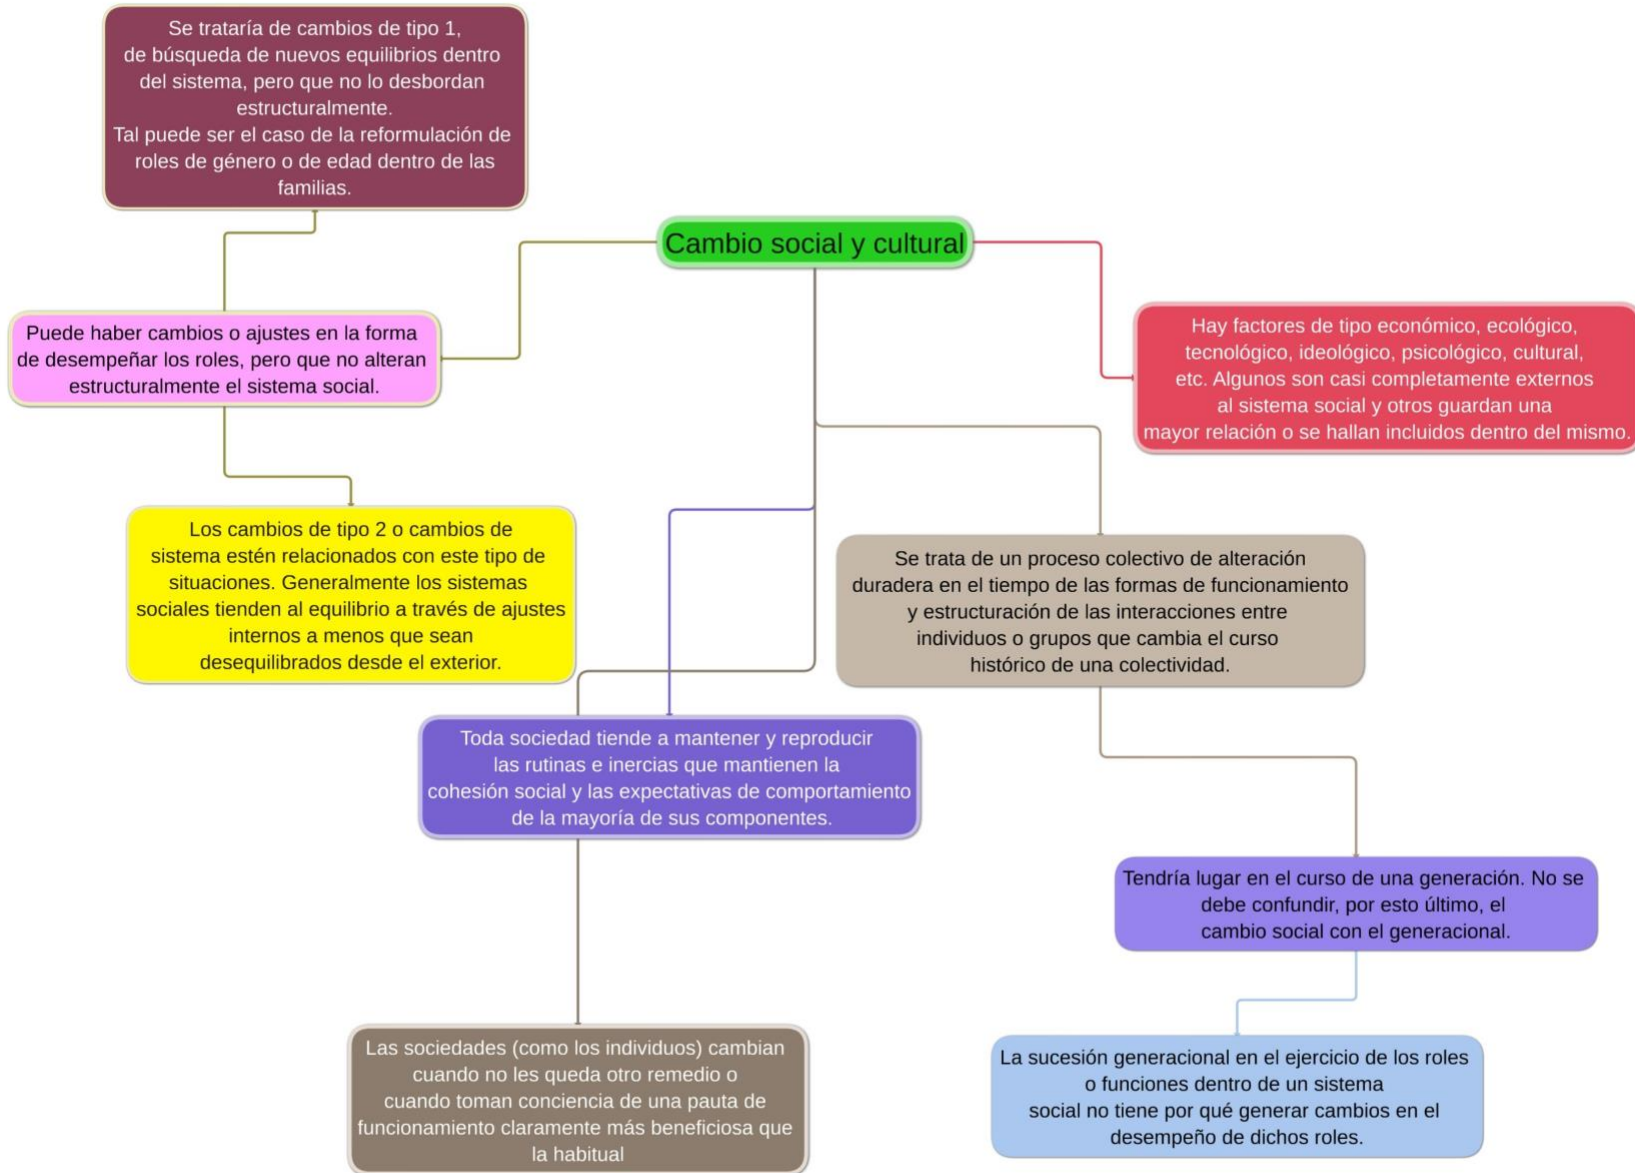 Se trataría de cambios de tipo 1,
de búsqueda de nuevos equilibrios dentro
del sistema, pero que no lo desbordan
estructuralmente.
Tal puede ser el caso de la reformulación de
roles de género o de edad dentro de las
familias.
Cambio social y cultural
Puede haber cambios o ajustes en la forma
de desempeñar los roles, pero que no alteran
estructuralmente el sistema social.
Hay factores de tipo económico, ecológico,
tecnológico, ideológico, psicológico, cultural,
etc. Algunos son casi completamente externos
al sistema social y otros guardan una
mayor relación o se hallan incluidos dentro del mismo.
Los cambios de tipo 2 o cambios de
sistema estén relacionados con este tipo de
situaciones. Generalmente los sistemas
sociales tienden al equilibrio a través de ajustes
internos a menos que sean
desequilibrados desde el exterior.
Se trata de un proceso colectivo de alteración
duradera en el tiempo de las formas de funcionamiento
y estructuración de las interacciones entre
individuos o grupos que cambia el curso
histórico de una colectividad.
Toda sociedad tiende a mantener y reproducir
las rutinas e inercias que mantienen la
cohesión social y las expectativas de comportamiento
de la mayoría de sus componentes.
Tendría lugar en el curso de una generación. No se
debe confundir, por esto último, el
cambio social con el generacional.
Las sociedades (como los individuos) cambian
cuando no les queda otro remedio o
cuando toman conciencia de una pauta de
funcionamiento claramente más beneficiosa que
la habitual
La sucesión generacional en el ejercicio de los roles
o funciones dentro de un sistema
social no tiene por qué generar cambios en el
desempeño de dichos roles.